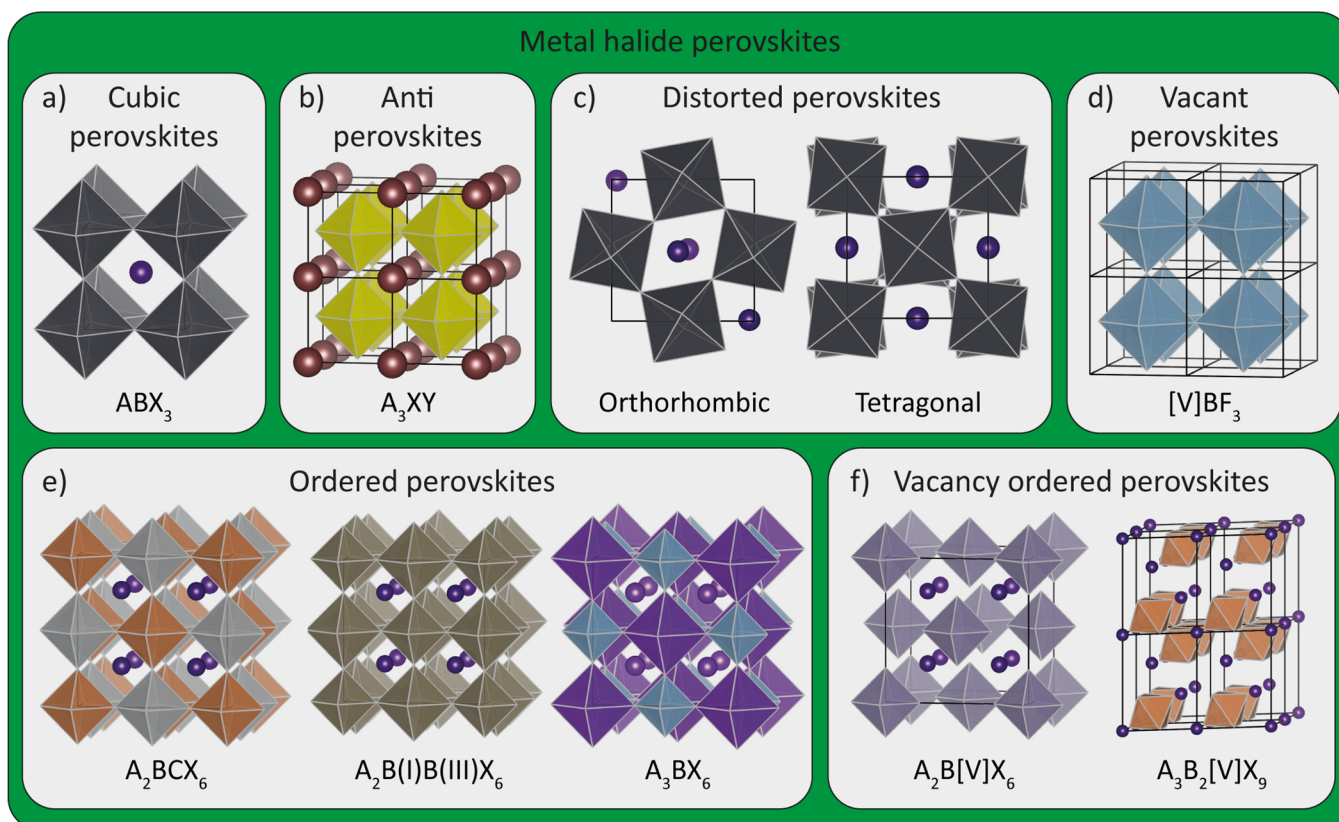 Metal halide perovskites
a) Cubic
perovskites
ABX₃
b) Anti
perovskites
A₃XY
c) Distorted perovskites
Orthorhombic
Tetragonal
d) Vacant
perovskites
[V]BF₃
e) Ordered perovskites
A₂BCX₆
A₂B(I)B(III)X₆
A₃BX₆
f) Vacancy ordered perovskites
A₂B[V]X₆
A₃B₂[V]X₉